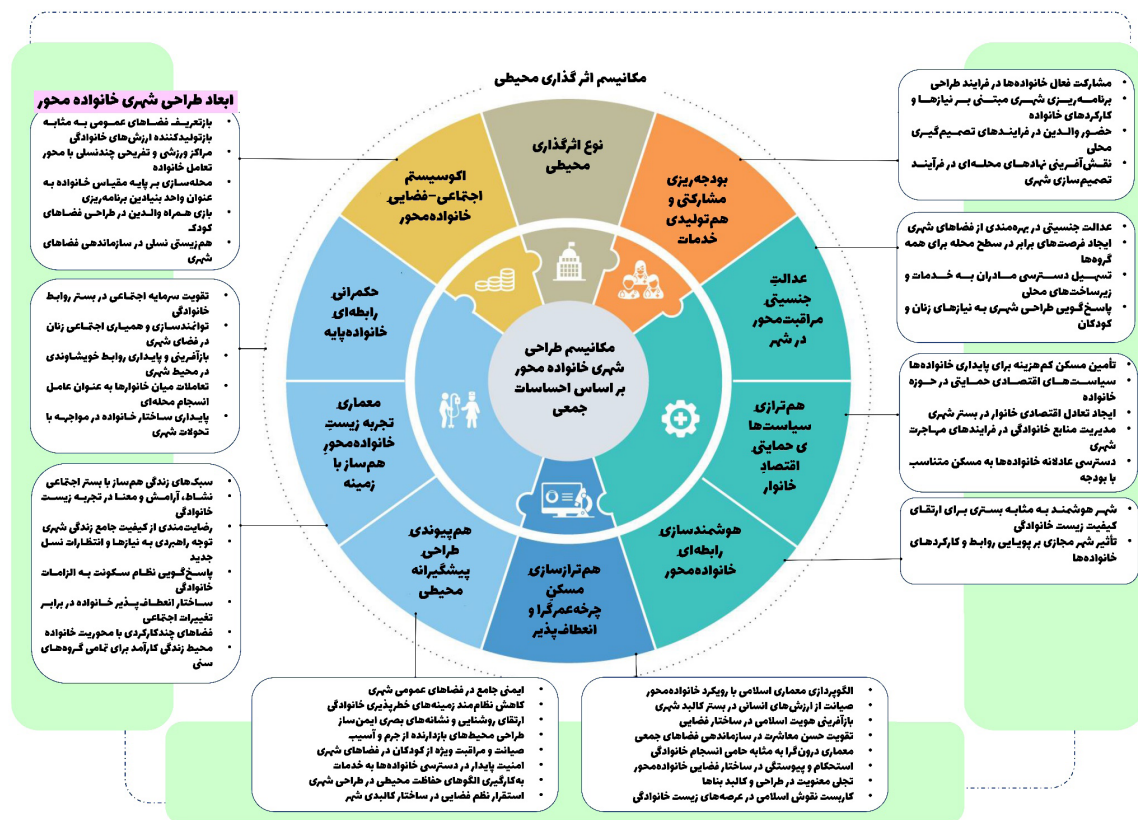 مکانیسم اثر گذاری محیطی
ابعاد طراحی شهری خانواده محور
• بازتعریف فضاهای عمومی به مثابه
بازتولیدکننده ارزش‌های خانوادگی
• مراکز ورزشی و تفریحی چندنسلی با محور
تعامل خانواده
• محله‌سازی بر پایه مقیاس خانواده به
عنوان واحد بنیادین برنامه‌ریزی
• بازی همراه والدین در طراحی فضاهای
کودک
• هم‌زیستی نسلی در سازماندهی فضاهای
شهری
• تقویت سرمایه اجتماعی در بستر روابط
خانوادگی
• توانمندسازی و همیاری اجتماعی زنان
در فضای شهری
• بازآفرینی و پایداری روابط خویشاوندی
در محیط شهری
• تعاملات میان خانوارها به عنوان عامل
انسجام محله‌ای
• پایداری ساختار خانواده در مواجهه با
تحولات شهری
• سبک‌های زندگی هم‌ساز با بستر اجتماعی
• نشاط، آرامش و معنا در تجربه زیست
خانوادگی
• رضایت‌مندی از کیفیت جامع زندگی شهری
• توجه راهبردی به نیازها و انتظارات نسل
جدید
• پاسخ‌گویی نظام سکونت به الزامات
خانوادگی
• ساختار انعطاف‌پذیر خانواده در برابر
تغییرات اجتماعی
• فضاهای چندکارکردی با محوریت خانواده
• محیط زندگی کارآمد برای تمامی گروه‌های
سنی
نوع اثرگذاری
محیطی
بودجه‌ریزی
مشارکتی و
هم‌تولیدی
خدمات
عدالت
جنسیتی
مراقبت‌محور
در شهر
هم‌ترازی
سیاست‌ها
ی حمایتی
اقتصادِ
خانوار
هوشمندسازی
رابطه‌ای
خانواده‌محور
هم‌ترازسازی
مسکنِ
چرخه‌عمرگرا و
انعطاف‌پذیر
هم‌پیوندی
طراحی
پیشگیرانه
محیطی
معماری
تجربه زیستِ
خانواده‌محورِ
هم‌ساز با
زمینه
حکمرانی
رابطه‌ای
خانواده‌پایه
اکوسیستم
اجتماعی-فضایی
خانواده‌محور
مکانیسم طراحی
شهری خانواده محور
بر اساس احساسات
جمعی
• مشارکت فعال خانواده‌ها در فرایند طراحی
• برنامه‌ریزی شهری مبتنی بر نیازها و
کارکردهای خانواده
• حضور والدین در فرایندهای تصمیم‌گیری
محلی
• نقش‌آفرینی نهادهای محله‌ای در فرآیند
تصمیم‌سازی شهری
• عدالت جنسیتی در بهره‌مندی از فضاهای شهری
• ایجاد فرصت‌های برابر در سطح محله برای همه
گروه‌ها
• تسهیل دسترسی مادران به خدمات و
زیرساخت‌های محلی
• پاسخ‌گویی طراحی شهری به نیازهای زنان و
کودکان
• تأمین مسکن کم‌هزینه برای پایداری خانواده‌ها
• سیاست‌های اقتصادی حمایتی در حوزه
خانواده
• ایجاد تعادل اقتصادی خانوار در بستر شهری
• مدیریت منابع خانوادگی در فرایندهای مهاجرت
شهری
• دسترسی عادلانه خانواده‌ها به مسکن متناسب
با بودجه
• شهر هوشمند به مثابه بستری برای ارتقای
کیفیت زیست خانوادگی
• تأثیر شهر مجازی بر پویایی روابط و کارکردهای
خانواده‌ها
• الگوپردازی معماری اسلامی با رویکرد خانواده‌محور
• صیانت از ارزش‌های انسانی در بستر کالبد شهری
• بازآفرینی هویت اسلامی در ساختار فضایی
• تقویت حسن معاشرت در سازماندهی فضاهای جمعی
• معماری درون‌گرا به مثابه حامی انسجام خانوادگی
• استحکام و پیوستگی در ساختار فضایی خانواده‌محور
• تجلی معنویت در طراحی و کالبد بناها
• کاربست نقوش اسلامی در عرصه‌های زیست خانوادگی
• ایمنی جامع در فضاهای عمومی شهری
• کاهش نظام‌مند زمینه‌های خطرپذیری خانوادگی
• ارتقای روشنایی و نشانه‌های بصری ایمن‌ساز
• طراحی محیط‌های بازدارنده از جرم و آسیب
• صیانت و مراقبت ویژه از کودکان در فضاهای شهری
• امنیت پایدار در دسترسی خانواده‌ها به خدمات
• به‌کارگیری الگوهای حفاظت محیطی در طراحی شهری
• استقرار نظم فضایی در ساختار کالبدی شهر